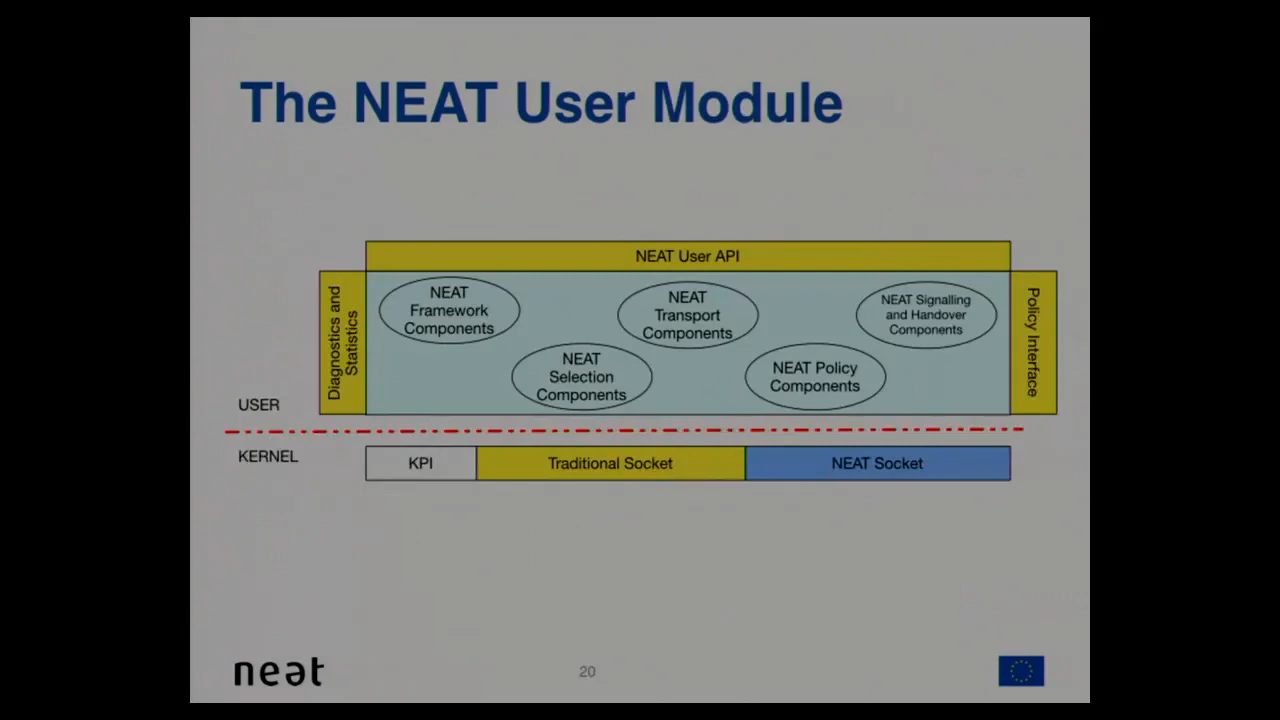 The NEAT User Module
NEAT User API
Diagnostics and
Statistics
NEAT
Framework
Components
NEAT
Transport
Components
NEAT Signalling
and Handover
Components
NEAT
Selection
Components
NEAT Policy
Components
Policy Interface
USER
KERNEL
KPI
Traditional Socket
NEAT Socket
neat
20